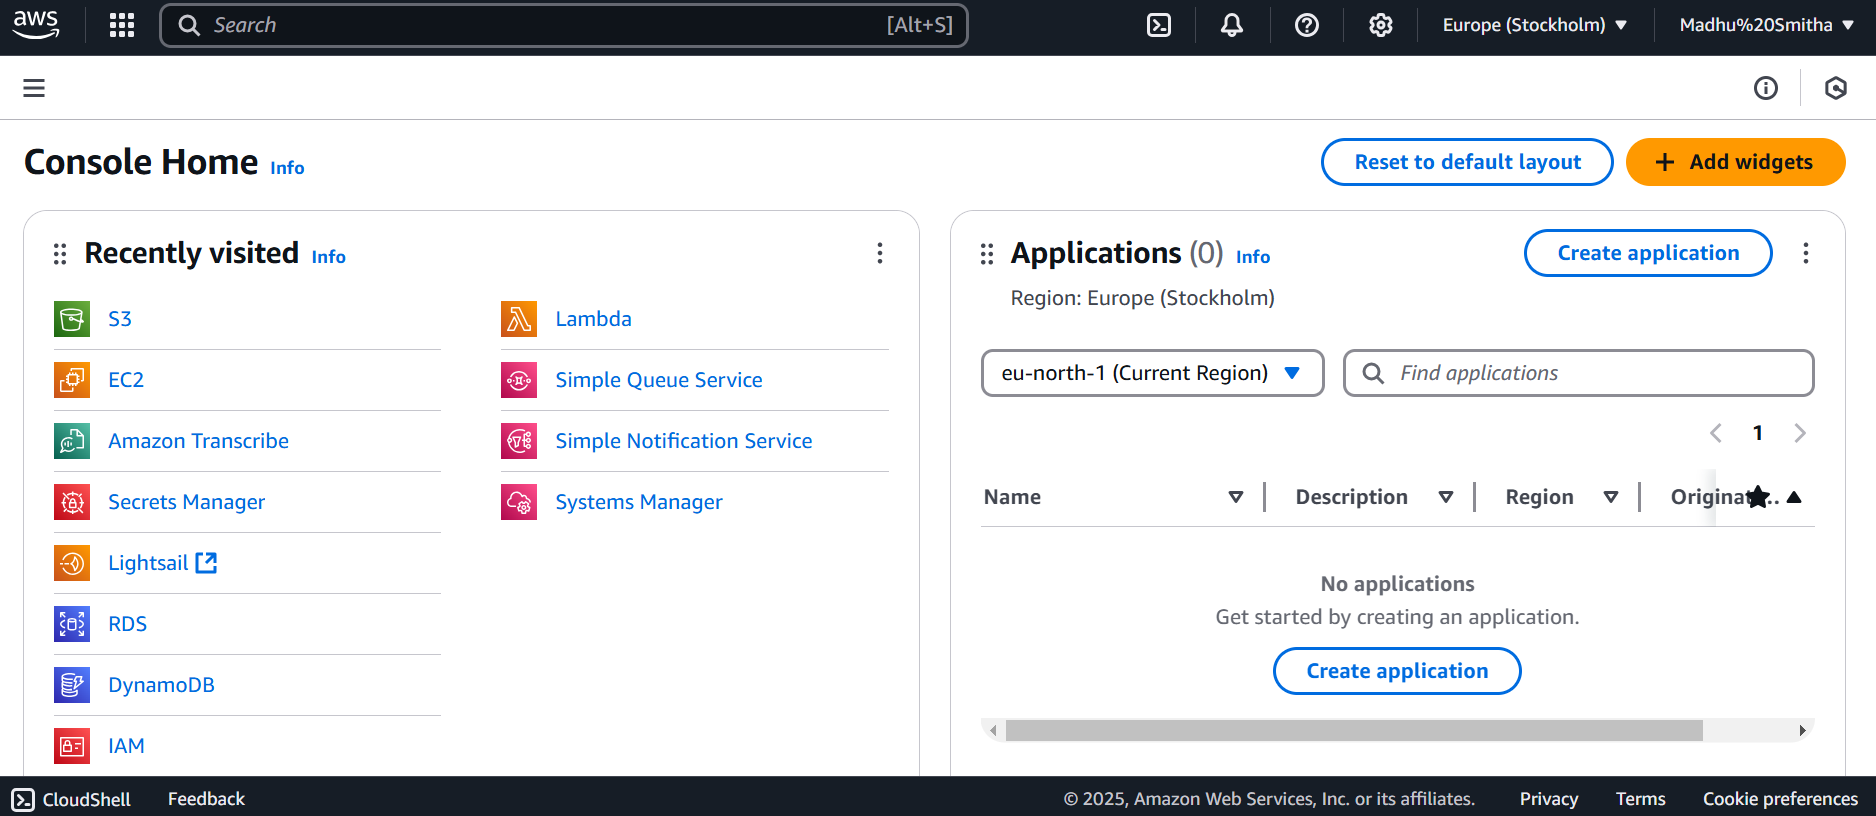 aws
Search [Alt+S]
Europe (Stockholm)
Madhu%20Smitha
Console Home Info
Reset to default layout
Add widgets
Recently visited Info
S3
EC2
Amazon Transcribe
Secrets Manager
Lightsail
RDS
DynamoDB
IAM
Lambda
Simple Queue Service
Simple Notification Service
Systems Manager
Applications (0) Info
Create application
Region: Europe (Stockholm)
eu-north-1 (Current Region)
Find applications
1
Name Description Region
No applications
Get started by creating an application.
Create application
CloudShell Feedback
© 2025, Amazon Web Services, Inc. or its affiliates. Privacy Terms Cookie preferences